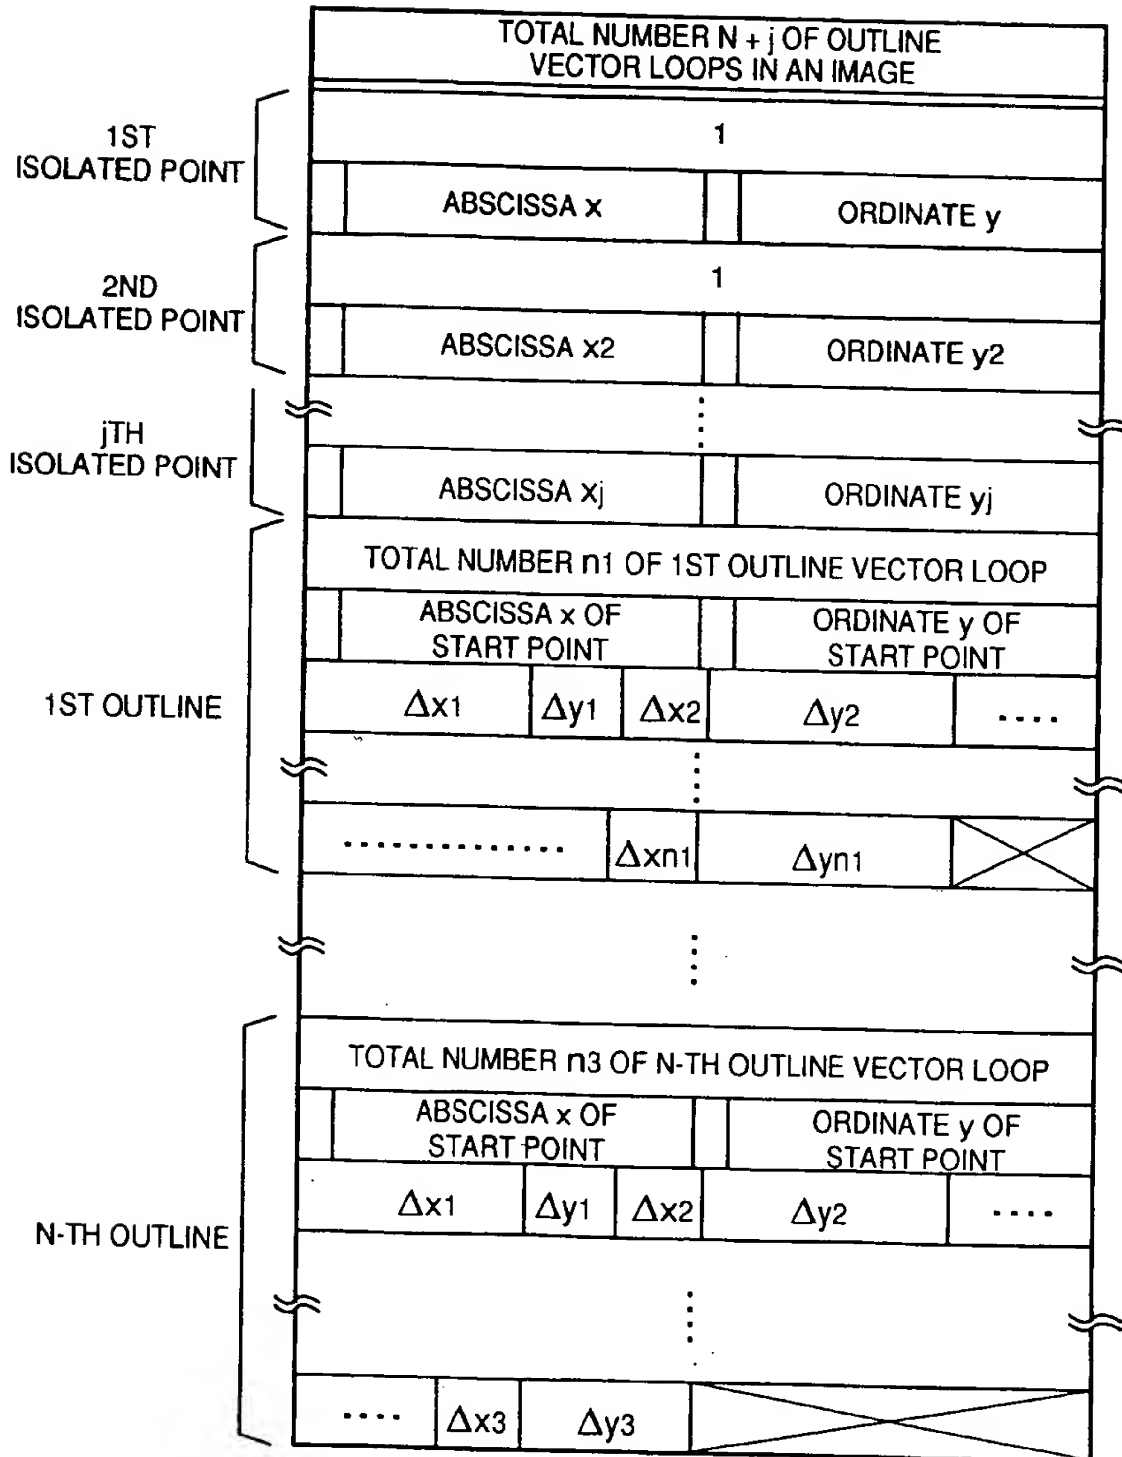 TOTAL NUMBER N + j OF OUTLINE
VECTOR LOOPS IN AN IMAGE
1ST
ISOLATED POINT
1
ABSCISSA x
ORDINATE y
2ND
ISOLATED POINT
1
ABSCISSA x2
ORDINATE y2
jTH
ISOLATED POINT
ABSCISSA xj
ORDINATE yj
1ST OUTLINE
TOTAL NUMBER n1 OF 1ST OUTLINE VECTOR LOOP
ABSCISSA x OF
START POINT
ORDINATE y OF
START POINT
Δx1
Δy1
Δx2
Δy2
....
..............
Δxn1
Δyn1
N-TH OUTLINE
TOTAL NUMBER n3 OF N-TH OUTLINE VECTOR LOOP
ABSCISSA x OF
START POINT
ORDINATE y OF
START POINT
Δx1
Δy1
Δx2
Δy2
....
....
Δx3
Δy3